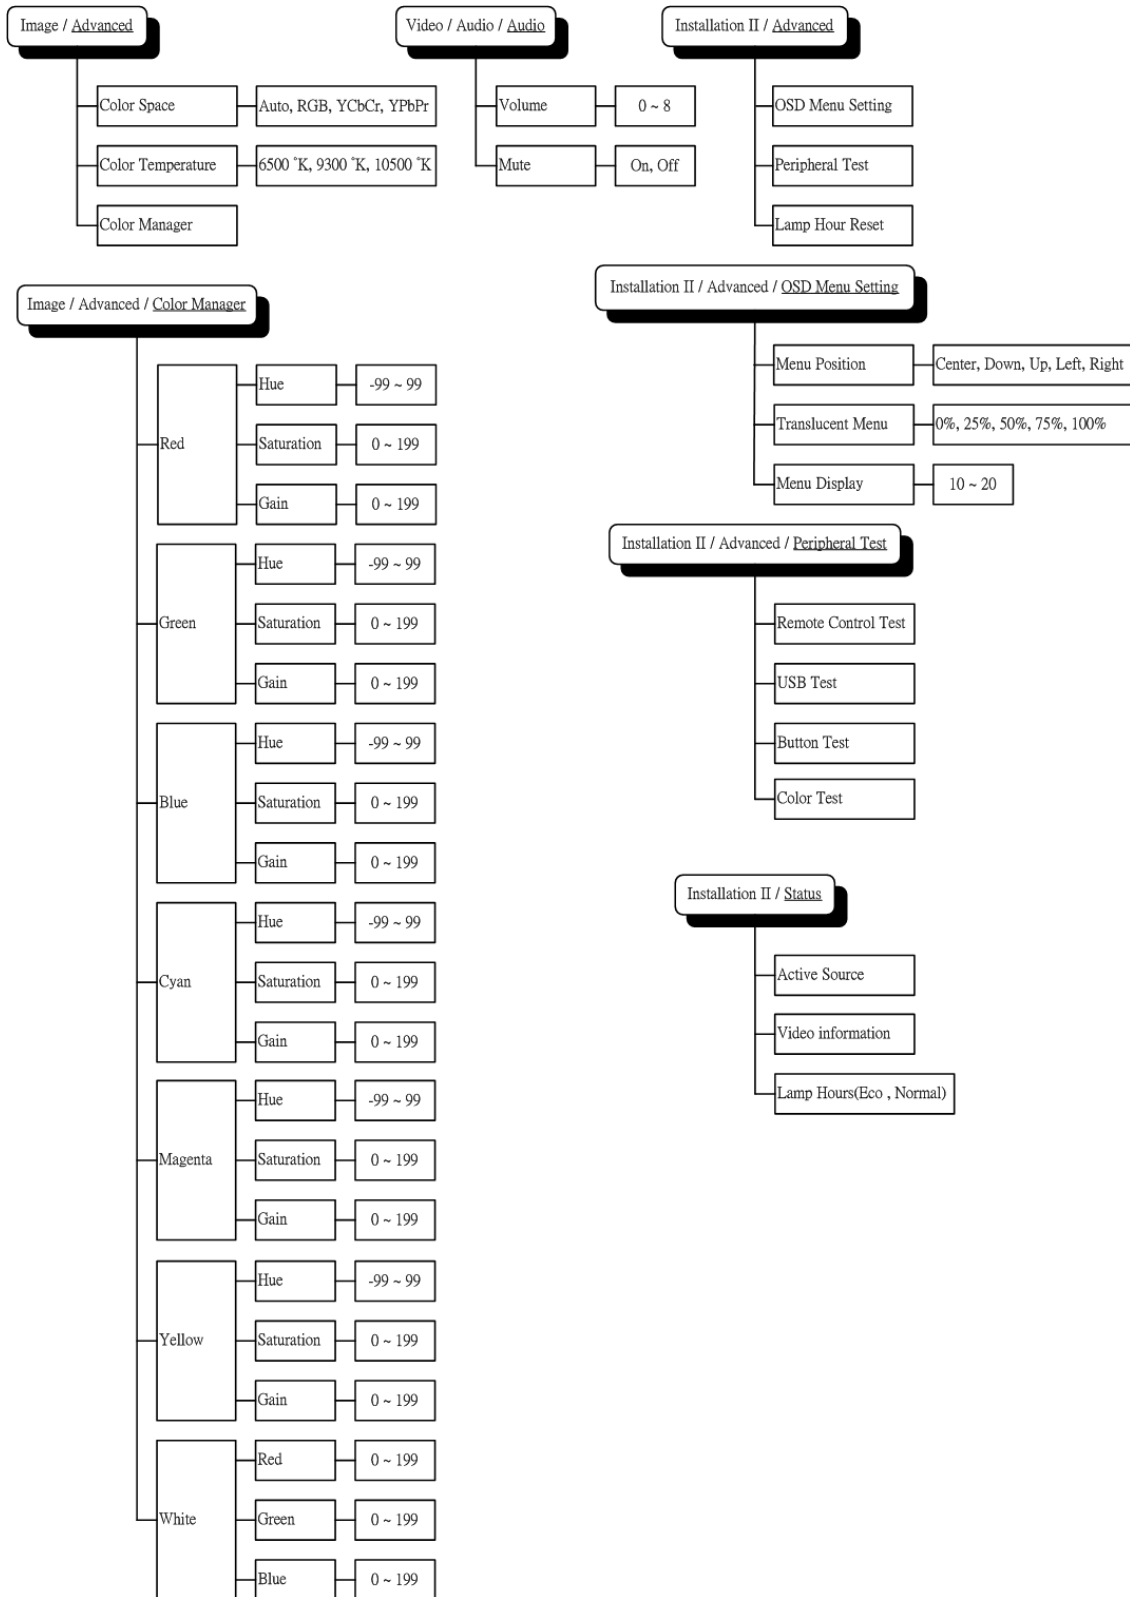 Image / Advanced
Color Space
Auto, RGB, YCbCr, YPbPr
Color Temperature
6500 ˚K, 9300 ˚K, 10500 ˚K
Color Manager
Video / Audio / Audio
Volume
0 ~ 8
Mute
On, Off
Installation II / Advanced
OSD Menu Setting
Peripheral Test
Lamp Hour Reset
Image / Advanced / Color Manager
Red
Hue
-99 ~ 99
Saturation
0 ~ 199
Gain
0 ~ 199
Green
Hue
-99 ~ 99
Saturation
0 ~ 199
Gain
0 ~ 199
Blue
Hue
-99 ~ 99
Saturation
0 ~ 199
Gain
0 ~ 199
Cyan
Hue
-99 ~ 99
Saturation
0 ~ 199
Gain
0 ~ 199
Magenta
Hue
-99 ~ 99
Saturation
0 ~ 199
Gain
0 ~ 199
Yellow
Hue
-99 ~ 99
Saturation
0 ~ 199
Gain
0 ~ 199
White
Red
0 ~ 199
Green
0 ~ 199
Blue
0 ~ 199
Installation II / Advanced / OSD Menu Setting
Menu Position
Center, Down, Up, Left, Right
Translucent Menu
0%, 25%, 50%, 75%, 100%
Menu Display
10 ~ 20
Installation II / Advanced / Peripheral Test
Remote Control Test
USB Test
Button Test
Color Test
Installation II / Status
Active Source
Video information
Lamp Hours(Eco , Normal)